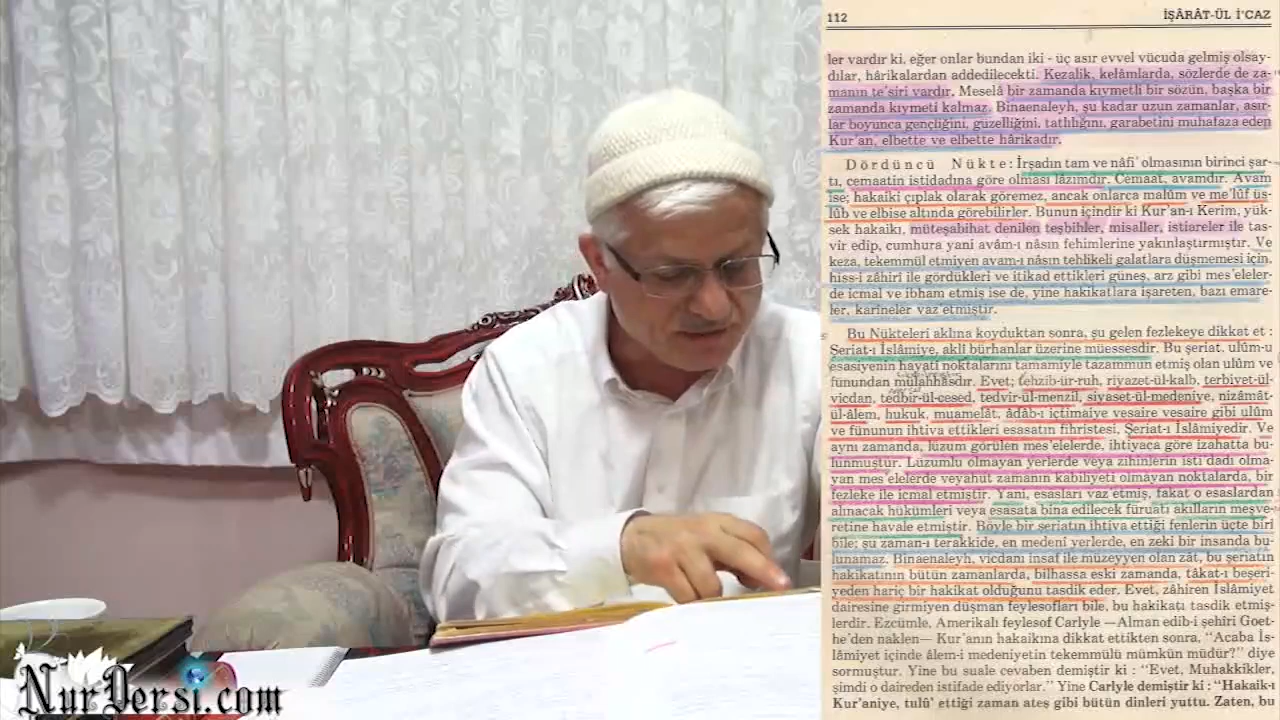 112 İŞÂRÂT-ÜL İ'CAZ
ler vardır ki, eğer onlar bundan iki - üç asır evvel vücuda gelmiş olsay-
dılar, hârikalardan addedilecekti. Kezalik, kelâmlarda, sözlerde de za-
manın te'siri vardır. Meselâ bir zamanda kıymetli bir sözün, başka bir
zamanda kıymeti kalmaz. Binaenaleyh, şu kadar uzun zamanlar, asır-
lar boyunca gençliğini, güzelliğini, tatlılığını, garabetini muhafaza eden
Kur'an, elbette ve elbette hârikadır.
Dördüncü Nükte: İrşadın tam ve nâfi' olmasının birinci şar-
tı, cemaatin istidadına göre olması lâzımdır. Cemaat, avamdır. Avam
ise; hakaiki çıplak olarak göremez, ancak onlarca malûm ve me'lûf üs-
lûb ve elbise altında görebilirler. Bunun içindir ki Kur'an-ı Kerim, yük-
sek hakaikı, müteşabihat denilen teşbihler, misaller, istiareler ile tas-
vir edip, cumhura yani avâm-ı nâsın fehimlerine yakınlaştırmıştır. Ve
keza, tekemmül etmiyen avam-ı nâsın tehlikeli galatlara düşmemesi için,
hiss-i zâhirî ile gördükleri ve itikad ettikleri güneş, arz gibi mes'eleler-
de icmal ve ibham etmiş ise de, yine hakikatlara işareten, bazı emare-
ler, karineler vaz etmiştir.
Bu Nükteleri aklına koyduktan sonra, şu gelen fezlekeye dikkat et :
Şeriat-ı İslâmiye, aklî bürhanlar üzerine müessesdir. Bu şeriat, ulûm-u
esasiyenin hayatî noktalarını tamamiyle tazammun etmiş olan ulûm ve
fünundan mülahhasdır. Evet; tehzib-ür-ruh, riyazet-ül-kalb, terbiyet-ül-
vicdan, tedbir-ül-cesed, tedvir-ül-menzil, siyaset-ül-medeniye, nizâmât-
ül-âlem, hukuk, muamelât, âdâb-ı içtimaiye vesaire vesaire gibi ulûm
ve fünunun ihtiva ettikleri esasatın fihristesi, Şeriat-ı İslâmiyedir. Ve
aynı zamanda, lüzum görülen mes'elelerde, ihtiyaca göre izahatta bu-
lunmuştur. Lüzumlu olmayan yerlerde veya zihinlerin isti'dadı olma-
yan mes'elelerde veyahut zamanın kabiliyeti olmayan noktalarda, bir
fezleke ile icmal etmiştir. Yani, esasları vaz etmiş, fakat o esaslardan
alınacak hükümleri veya esasata bina edilecek füruatı akılların meşve-
retine havale etmiştir. Böyle bir şeriatın ihtiva ettiği fenlerin üçte biri
bile; şu zaman-ı terakkide, en medenî yerlerde, en zeki bir insanda bu-
lunamaz. Binaenaleyh, vicdanı insaf ile müzeyyen olan zât, bu şeriatın
hakikatının bütün zamanlarda, bilhassa eski zamanda, tâkat-ı beşeri-
yeden hariç bir hakikat olduğunu tasdik eder. Evet, zâhiren İslâmiyet
dairesine girmiyen düşman feylesofları bile, bu hakikatı tasdik etmiş-
lerdir. Ezcümle, Amerikalı feylesof Carlyle —Alman edib-i şehîri Goet-
he'den naklen— Kur'anın hakaikına dikkat ettikten sonra, "Acaba İs-
lâmiyet içinde âlem-i medeniyetin tekemmülü mümkün müdür?" diye
sormuştur. Yine bu suale cevaben demiştir ki : "Evet, Muhakkikler,
şimdi o daireden istifade ediyorlar." Yine Carlyle demiştir ki : "Hakaik-ı
Kur'aniye, tulû' ettiği zaman ateş gibi bütün dinleri yuttu. Zaten, bu
NurDersi.com